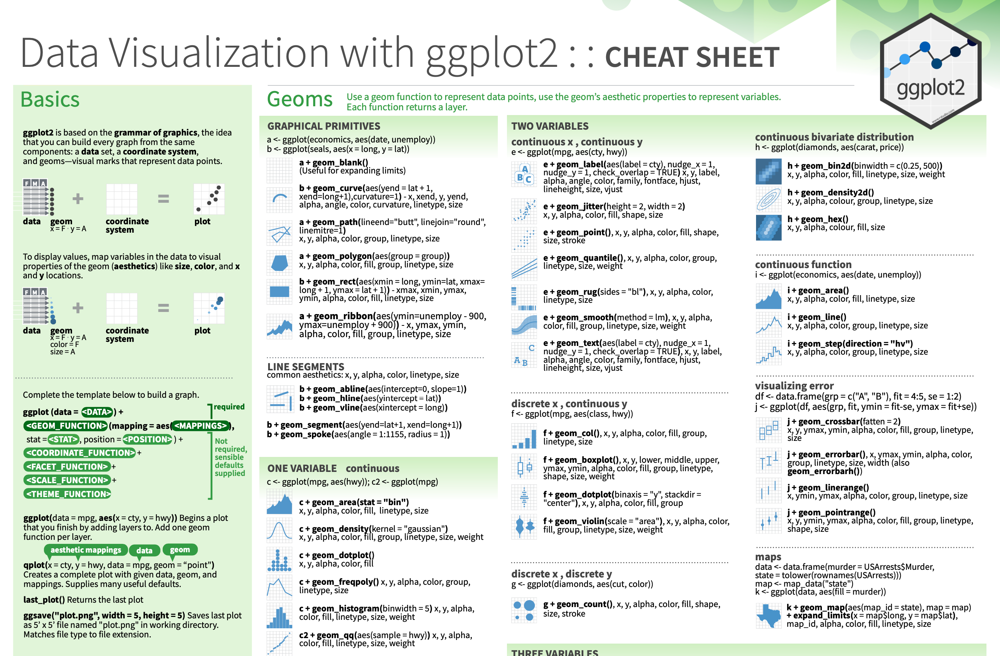 Data Visualization with ggplot2 : : CHEAT SHEET
ggplot2
www.rstudio.com
Basics
ggplot2 is based on the grammar of graphics, the idea
that you can build every graph from the same
components: a data set, a coordinate system,
and geoms—visual marks that represent data points.
F M A
+ =
data geom coordinate plot
x = F · y = A system
To display values, map variables in the data to visual
properties of the geom (aesthetics) like size, color, and x
and y locations.
F M A
+ =
data geom coordinate plot
x = F · y = A system
color = F
size = A
Complete the template below to build a graph.
required
ggplot (data = <DATA>) +
<GEOM_FUNCTION> (mapping = aes(<MAPPINGS>),
stat = <STAT>, position = <POSITION>) +
<COORDINATE_FUNCTION> +
<FACET_FUNCTION> +
<SCALE_FUNCTION> +
<THEME_FUNCTION>
Not
required,
sensible
defaults
supplied
ggplot(data = mpg, aes(x = cty, y = hwy)) Begins a plot
that you finish by adding layers to. Add one geom
function per layer.
aesthetic mappings data geom
qplot(x = cty, y = hwy, data = mpg, geom = “point")
Creates a complete plot with given data, geom, and
mappings. Supplies many useful defaults.
last_plot() Returns the last plot
ggsave("plot.png", width = 5, height = 5) Saves last plot
as 5’ x 5’ file named "plot.png" in working directory.
Matches file type to file extension.
Geoms
Use a geom function to represent data points, use the geom’s aesthetic properties to represent variables.
Each function returns a layer.
GRAPHICAL PRIMITIVES
a <- ggplot(economics, aes(date, unemploy))
b <- ggplot(seals, aes(x = long, y = lat))
a + geom_blank()
(Useful for expanding limits)
b + geom_curve(aes(yend = lat + 1,
xend=long+1),curvature=1) - x, xend, y, yend,
alpha, angle, color, curvature, linetype, size
a + geom_path(lineend="butt", linejoin="round",
linemitre=1)
x, y, alpha, color, group, linetype, size
a + geom_polygon(aes(group = group))
x, y, alpha, color, fill, group, linetype, size
b + geom_rect(aes(xmin = long, ymin=lat, xmax=
long + 1, ymax = lat + 1)) - xmax, xmin, ymax,
ymin, alpha, color, fill, linetype, size
a + geom_ribbon(aes(ymin=unemploy - 900,
ymax=unemploy + 900)) - x, ymax, ymin,
alpha, color, fill, group, linetype, size
LINE SEGMENTS
common aesthetics: x, y, alpha, color, linetype, size
b + geom_abline(aes(intercept=0, slope=1))
b + geom_hline(aes(yintercept = lat))
b + geom_vline(aes(xintercept = long))
b + geom_segment(aes(yend=lat+1, xend=long+1))
b + geom_spoke(aes(angle = 1:1155, radius = 1))
ONE VARIABLE continuous
c <- ggplot(mpg, aes(hwy)); c2 <- ggplot(mpg)
c + geom_area(stat = "bin")
x, y, alpha, color, fill, linetype, size
c + geom_density(kernel = "gaussian")
x, y, alpha, color, fill, group, linetype, size, weight
c + geom_dotplot()
x, y, alpha, color, fill
c + geom_freqpoly() x, y, alpha, color, group,
linetype, size
c + geom_histogram(binwidth = 5) x, y, alpha,
color, fill, linetype, size, weight
c2 + geom_qq(aes(sample = hwy)) x, y, alpha,
color, fill, linetype, size, weight
TWO VARIABLES
continuous x , continuous y
e <- ggplot(mpg, aes(cty, hwy))
A
B C
e + geom_label(aes(label = cty), nudge_x = 1,
nudge_y = 1, check_overlap = TRUE) x, y, label,
alpha, angle, color, family, fontface, hjust,
lineheight, size, vjust
e + geom_jitter(height = 2, width = 2)
x, y, alpha, color, fill, shape, size
e + geom_point(), x, y, alpha, color, fill, shape,
size, stroke
e + geom_quantile(), x, y, alpha, color, group,
linetype, size, weight
e + geom_rug(sides = "bl"), x, y, alpha, color,
linetype, size
e + geom_smooth(method = lm), x, y, alpha,
color, fill, group, linetype, size, weight
C
A B
e + geom_text(aes(label = cty), nudge_x = 1,
nudge_y = 1, check_overlap = TRUE), x, y, label,
alpha, angle, color, family, fontface, hjust,
lineheight, size, vjust
discrete x , continuous y
f <- ggplot(mpg, aes(class, hwy))
f + geom_col(), x, y, alpha, color, fill, group,
linetype, size
f + geom_boxplot(), x, y, lower, middle, upper,
ymax, ymin, alpha, color, fill, group, linetype,
shape, size, weight
f + geom_dotplot(binaxis = "y", stackdir =
"center"), x, y, alpha, color, fill, group
f + geom_violin(scale = "area"), x, y, alpha, color,
fill, group, linetype, size, weight
discrete x , discrete y
g <- ggplot(diamonds, aes(cut, color))
g + geom_count(), x, y, alpha, color, fill, shape,
size, stroke
continuous bivariate distribution
h <- ggplot(diamonds, aes(carat, price))
h + geom_bin2d(binwidth = c(0.25, 500))
x, y, alpha, color, fill, linetype, size, weight
h + geom_density2d()
x, y, alpha, colour, group, linetype, size
h + geom_hex()
x, y, alpha, colour, fill, size
continuous function
i <- ggplot(economics, aes(date, unemploy))
i + geom_area()
x, y, alpha, color, fill, linetype, size
i + geom_line()
x, y, alpha, color, group, linetype, size
i + geom_step(direction = "hv")
x, y, alpha, color, group, linetype, size
visualizing error
df <- data.frame(grp = c("A", "B"), fit = 4:5, se = 1:2)
j <- ggplot(df, aes(grp, fit, ymin = fit-se, ymax = fit+se))
j + geom_crossbar(fatten = 2)
x, y, ymax, ymin, alpha, color, fill, group, linetype,
size
j + geom_errorbar(), x, ymax, ymin, alpha, color,
group, linetype, size, width (also
geom_errorbarh())
j + geom_linerange()
x, ymin, ymax, alpha, color, group, linetype, size
j + geom_pointrange()
x, y, ymin, ymax, alpha, color, fill, group, linetype,
shape, size
maps
data <- data.frame(murder = USArrests$Murder,
state = tolower(rownames(USArrests)))
map <- map_data("state")
k <- ggplot(data, aes(fill = murder))
k + geom_map(aes(map_id = state), map = map)
+ expand_limits(x = map$long, y = map$lat),
map_id, alpha, color, fill, linetype, size
THREE VARIABLES